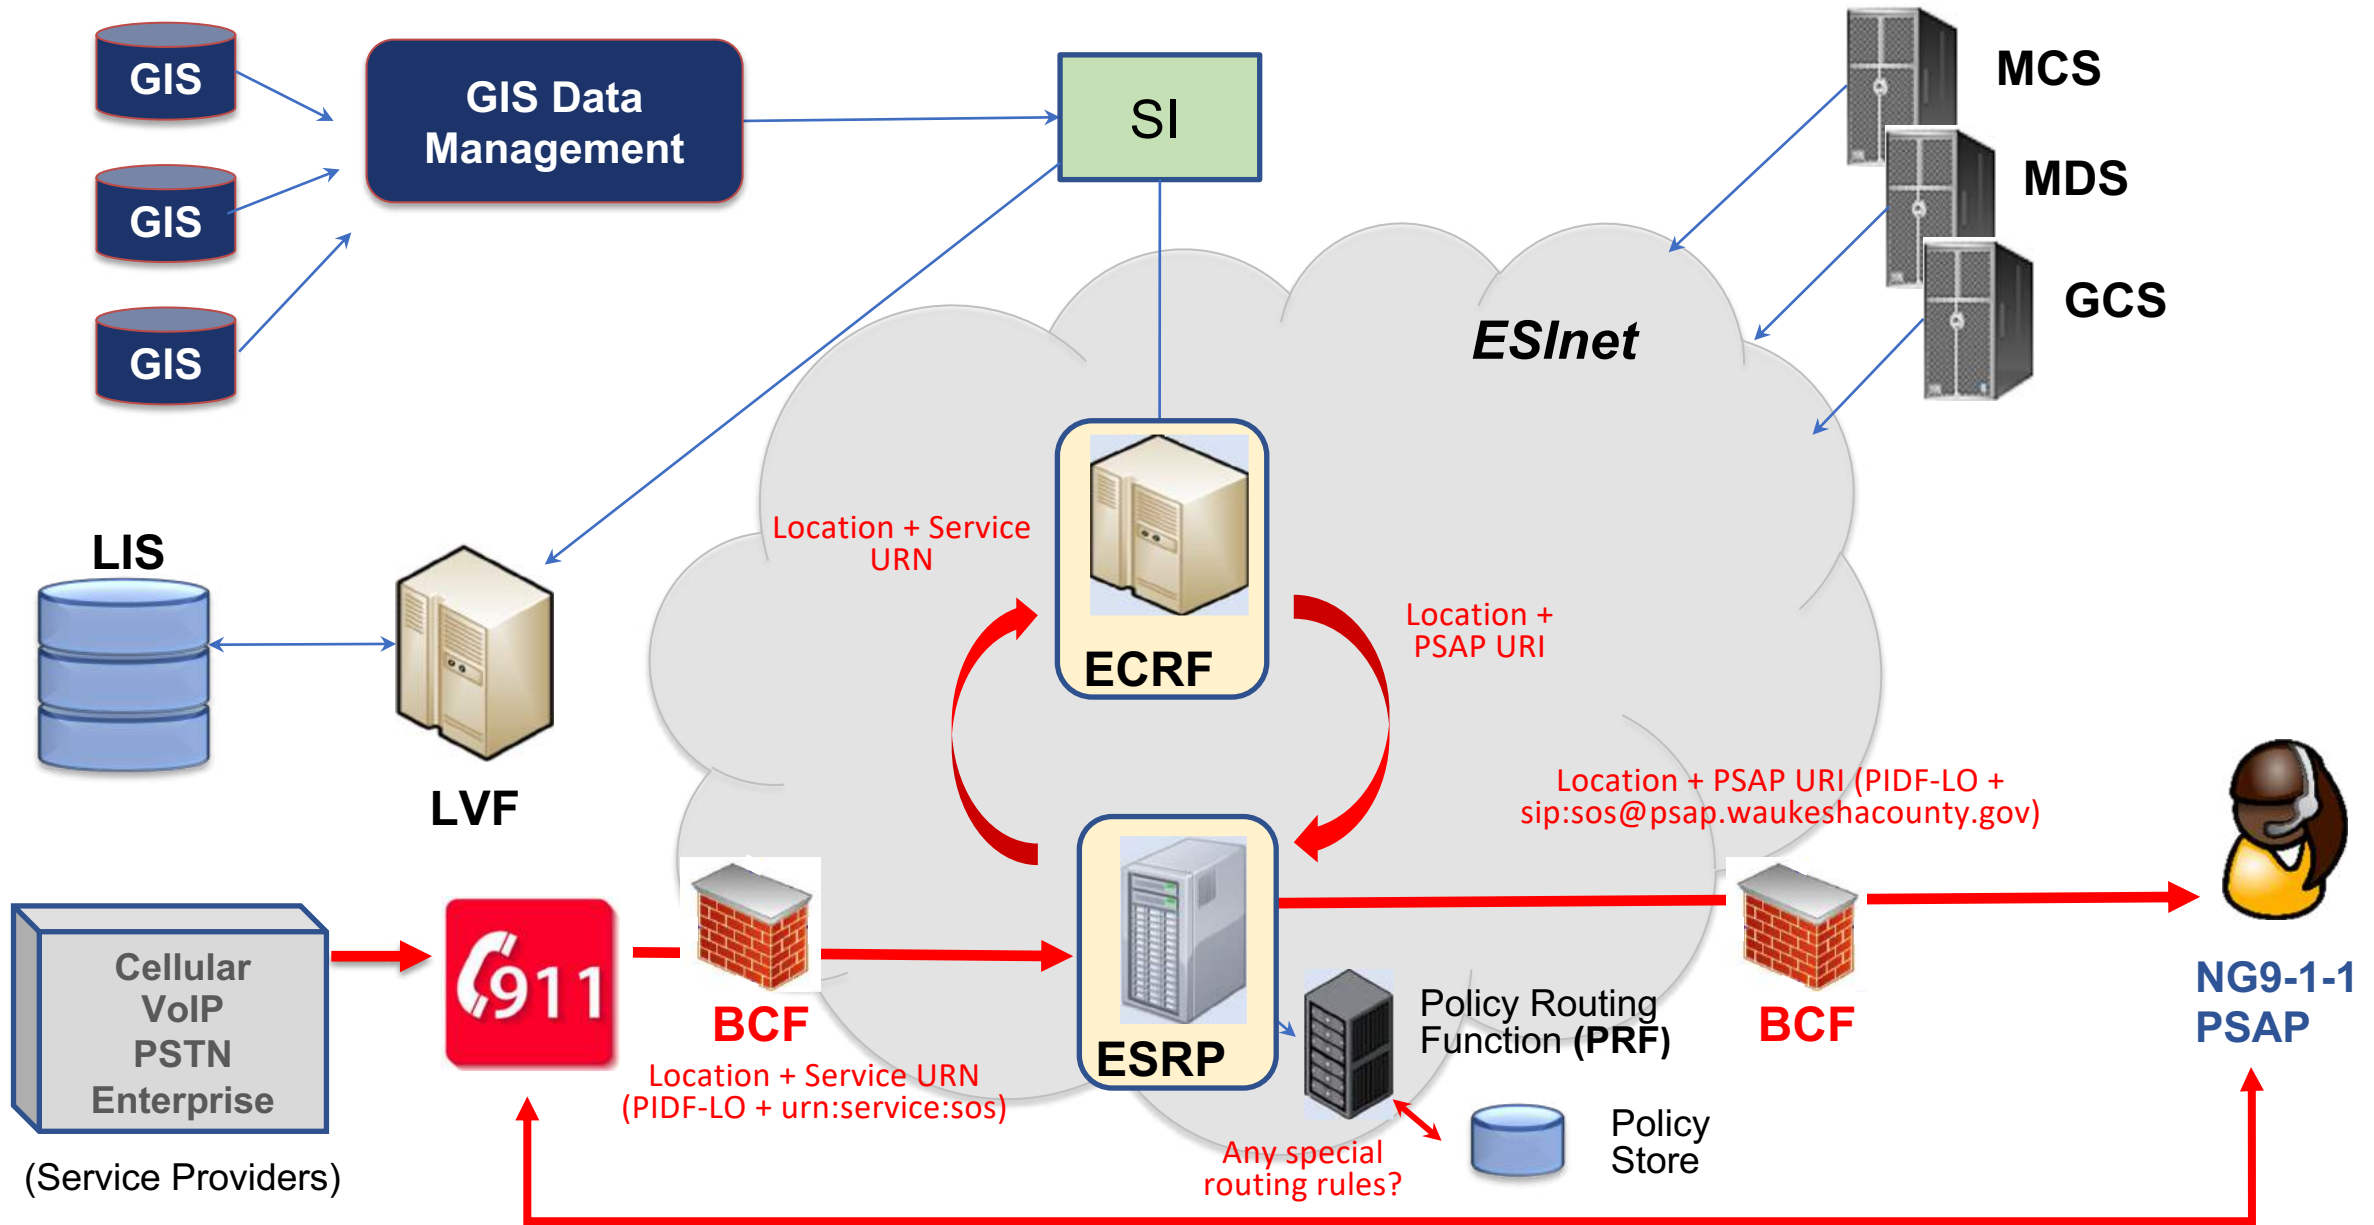 GIS
GIS
GIS
GIS Data
Management
SI
MCS
MDS
GCS
ESInet
LIS
LVF
Location + Service
URN
ECRF
Location +
PSAP URI
Location + PSAP URI (PIDF-LO +
sip:sos@psap.waukeshacounty.gov)
Cellular
VoIP
PSTN
Enterprise
(Service Providers)
911
BCF
Location + Service URN
(PIDF-LO + urn:service:sos)
ESRP
Policy Routing
Function (PRF)
Any special
routing rules?
Policy
Store
BCF
NG9-1-1
PSAP